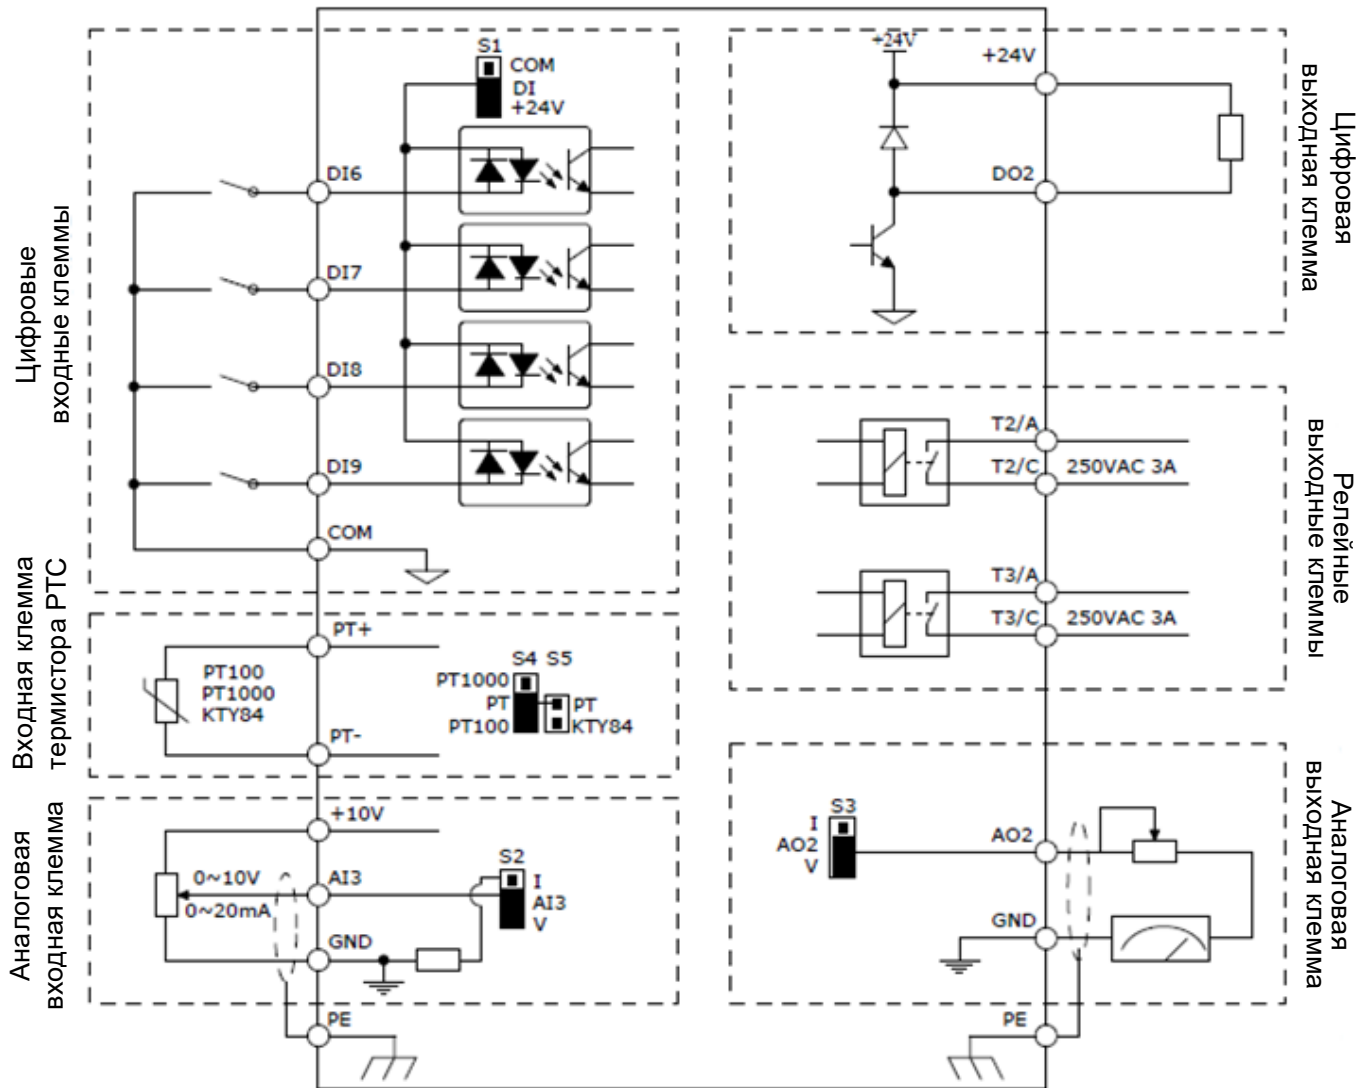 Цифровые
входные клеммы
S1
COM
DI
+24V
DI6
DI7
DI8
DI9
COM
Входная клемма
термистора PTC
PT+
PT100
PT1000
KTY84
PT-
S4 S5
PT1000
PT
PT100
PT
KTY84
Аналоговая
входная клемма
+10V
0~10V
0~20mA
AI3
GND
PE
S2
I
AI3
V
Цифровая
выходная клемма
+24V
+24V
DO2
Релейные
выходные клеммы
T2/A
T2/C
250VAC 3A
T3/A
T3/C
250VAC 3A
Аналоговая
выходная клемма
S3
I
AO2
V
AO2
GND
PE